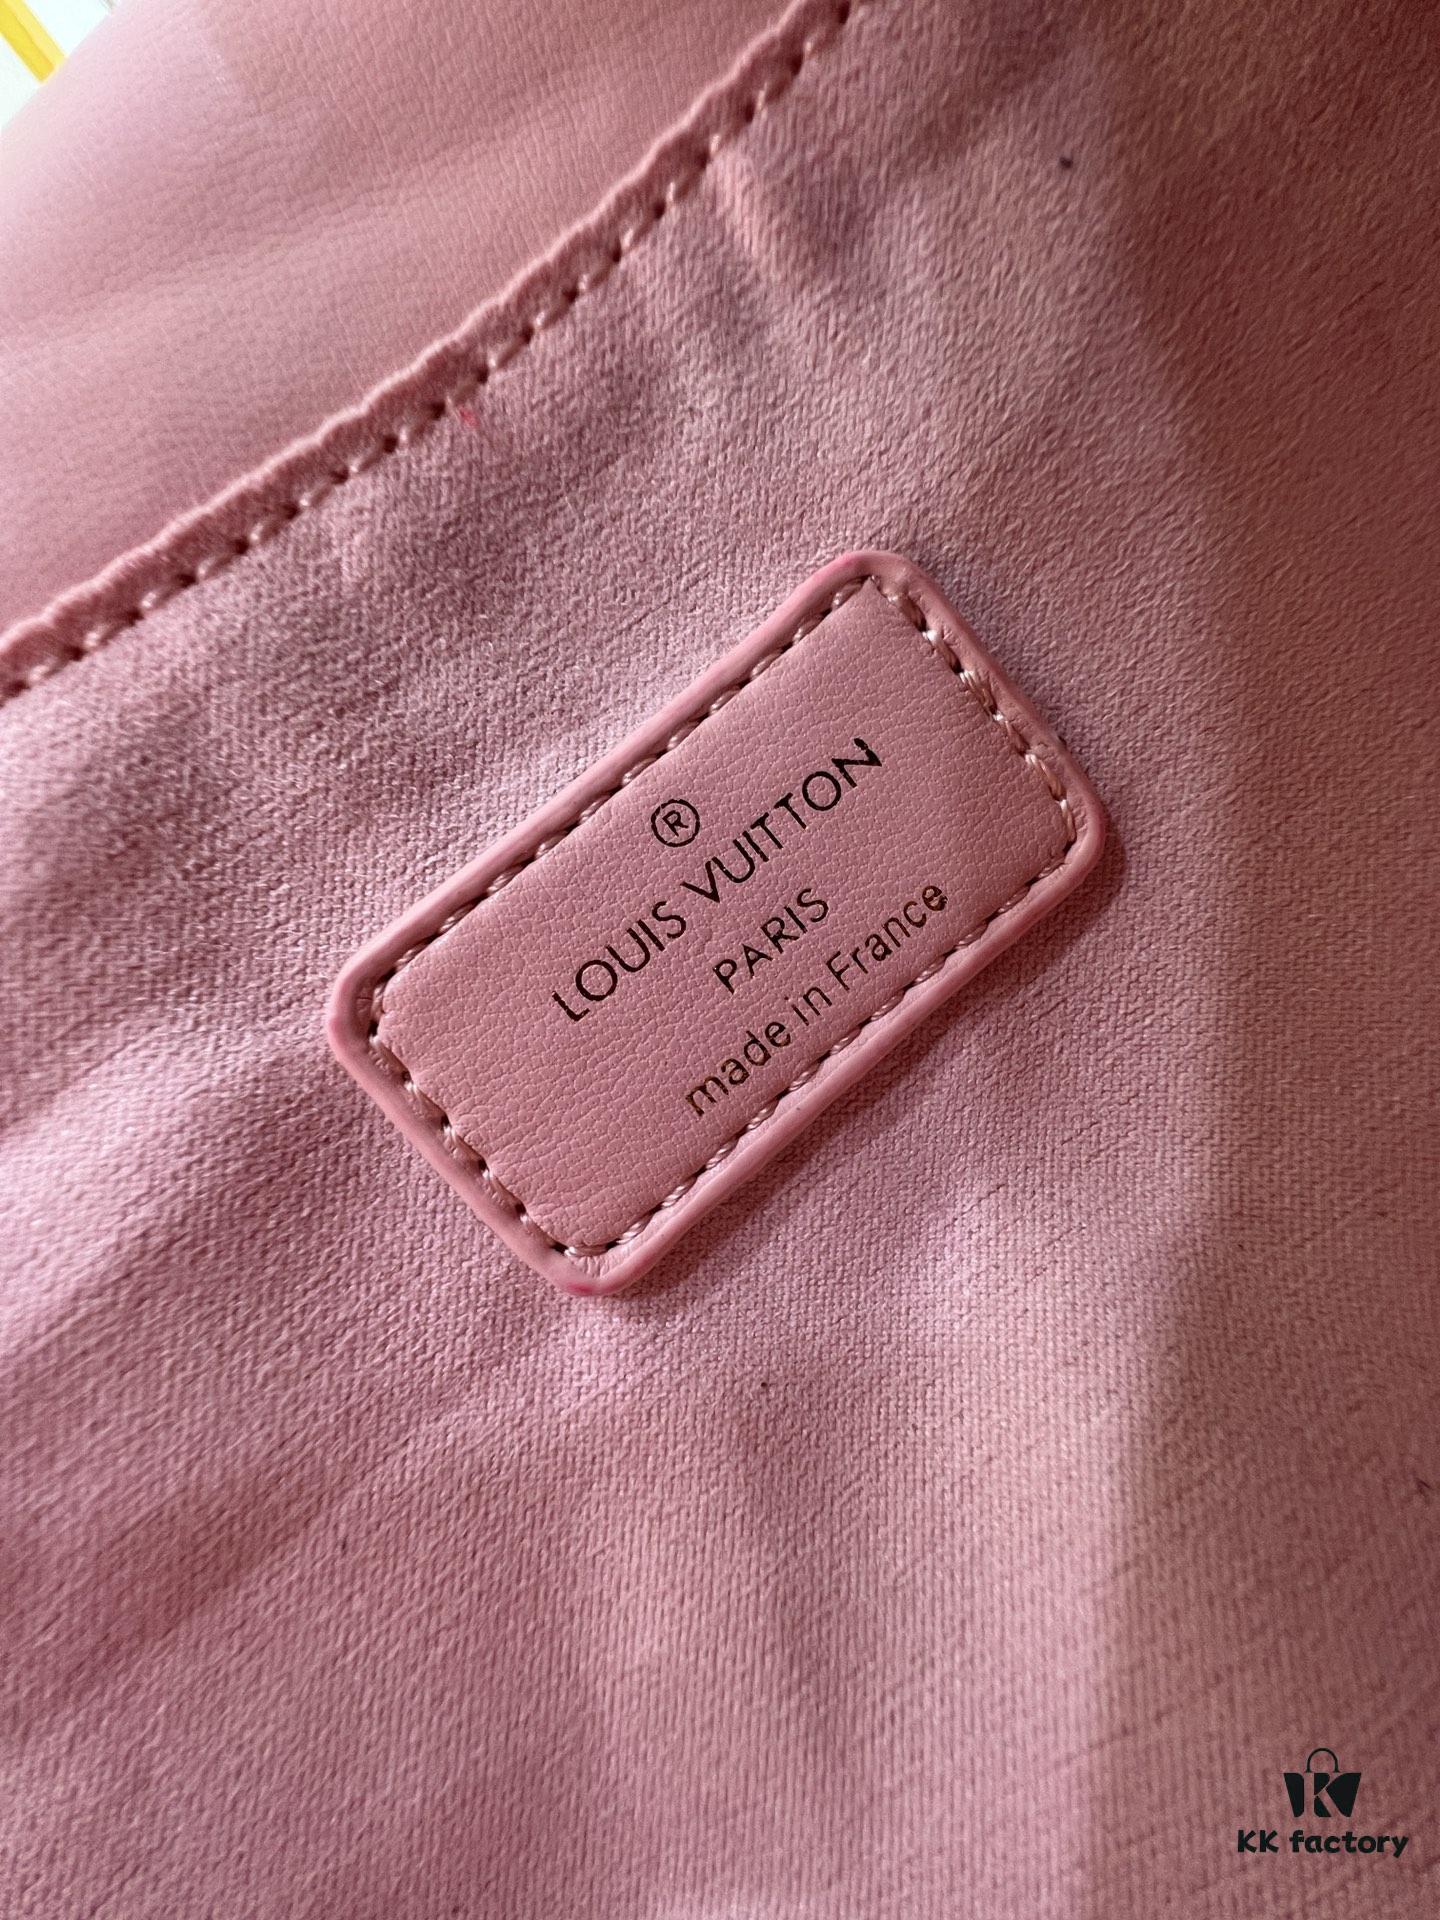 ®
LOUIS VUITTON
PARIS
made in France
KK factory